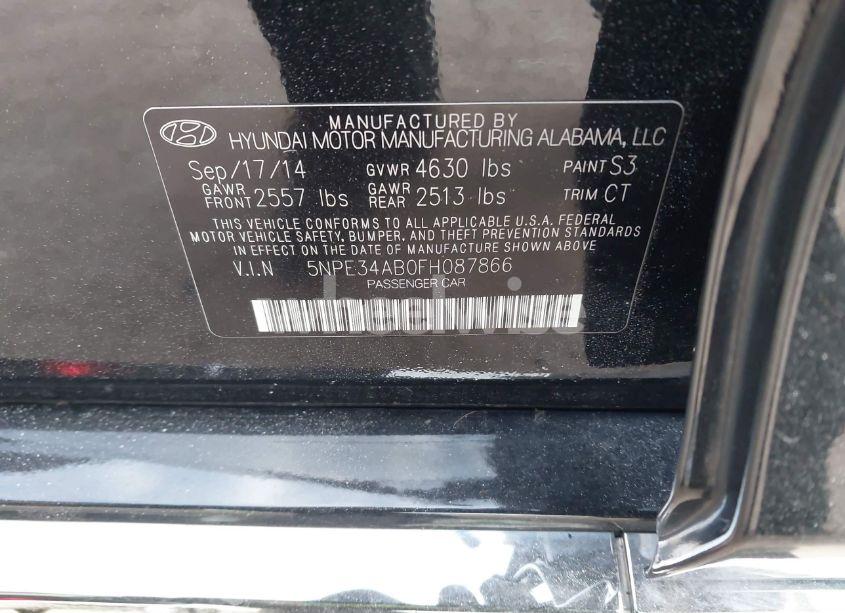 MANUFACTURED BY
HYUNDAI MOTOR MANUFACTURING ALABAMA, LLC
Sep/17/14 GVWR 4630 lbs PAINT S3
GAWR FRONT 2557 lbs GAWR REAR 2513 lbs TRIM CT
THIS VEHICLE CONFORMS TO ALL APPLICABLE U.S.A. FEDERAL
MOTOR VEHICLE SAFETY, BUMPER, AND THEFT PREVENTION STANDARDS
IN EFFECT ON THE DATE OF MANUFACTURE SHOWN ABOVE
V.I.N 5NPE34AB0FH087866
PASSENGER CAR